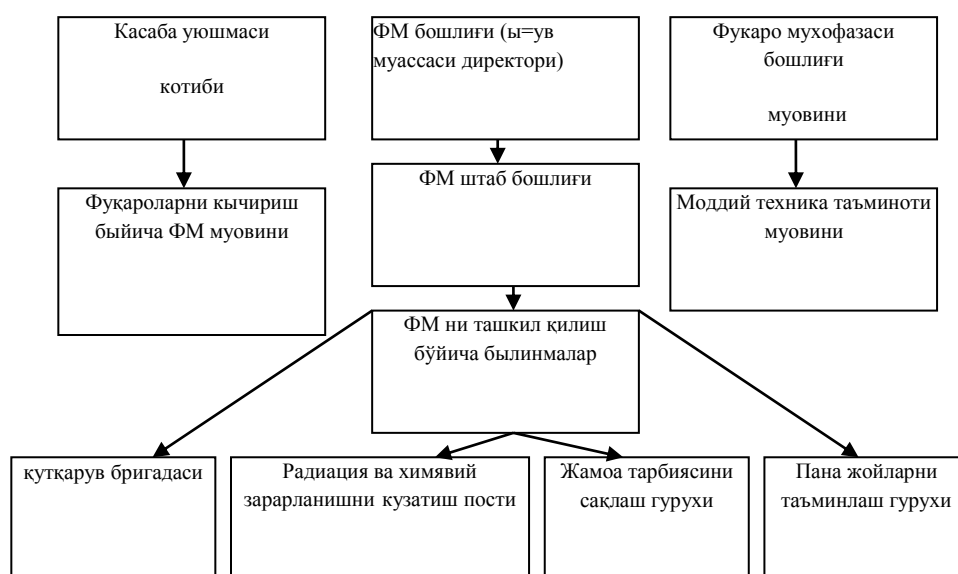 Касаба уюшмаси
котиби
ФМ бошлиғи (ы=ув
муассаси директори)
Фукаро мухофазаси
бошлиғи
муовини
Фуқароларни кычириш
быйича ФМ муовини
ФМ штаб бошлиғи
Моддий техника таъминоти
муовини
ФМ ни ташкил қилиш
бўйича былинмалар
қутқарув бригадаси
Радиация ва химявий
зарарланишни кузатиш пости
Жамоа тарбиясини
сақлаш гурухи
Пана жойларни
таъминлаш гурухи